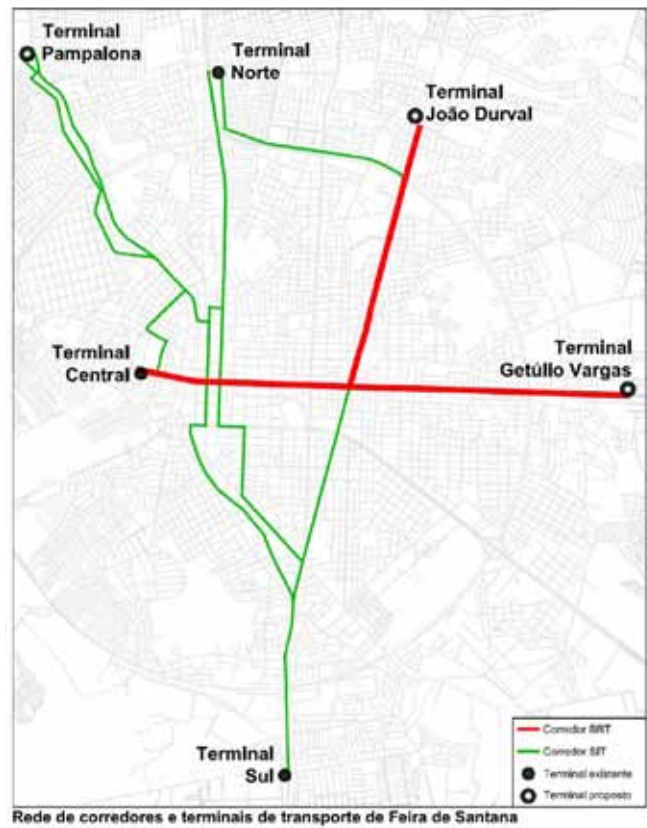 Terminal
Pampalona
Terminal
Norte
Terminal
João Durval
Terminal
Central
Terminal
Getúllo Vargas
Terminal
Sul
Corredor BRT
Corredor SIT
Terminal existente
Terminal proposto
Rede de corredores e terminais de transporte de Feira de Santana